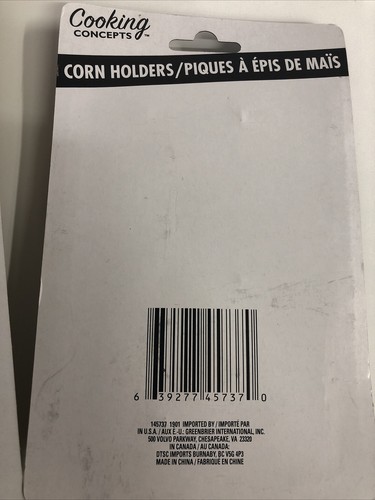 Cooking
CONCEPTS™
CORN HOLDERS/PIQUES À ÉPIS DE MAÏS
6 39277 45737 0
145737 1901 IMPORTED BY / IMPORTÉ PAR
IN U.S.A. / AUX É.-U.: GREENBRIER INTERNATIONAL, INC.
500 VOLVO PARKWAY, CHESAPEAKE, VA 23320
IN CANADA / AU CANADA:
DTSC IMPORTS BURNABY, BC V5G 4P3
MADE IN CHINA / FABRIQUÉ EN CHINE